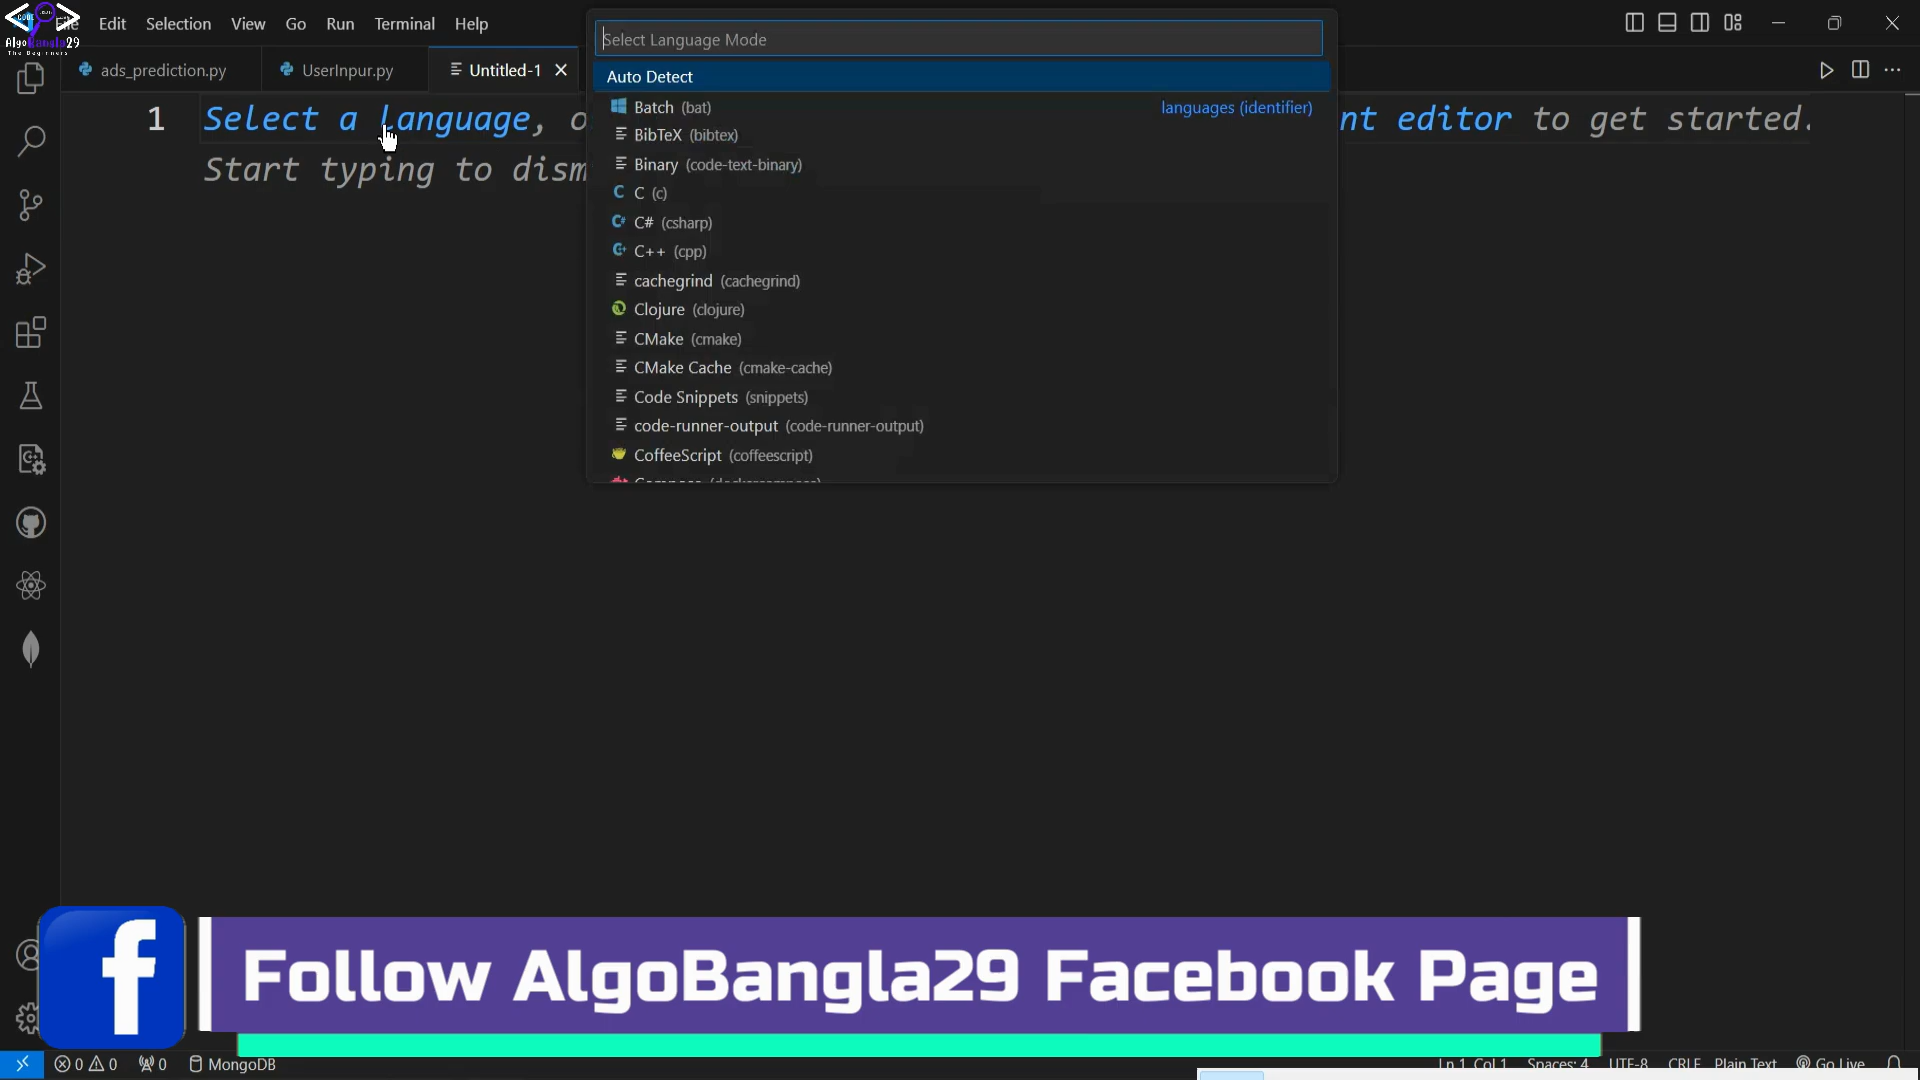 Edit Selection View Go Run Terminal Help
CODE
AlgoBangla29
The Beginners
Select Language Mode
ads_prediction.py UserInpur.py Untitled-1
Auto Detect
1 Select a language, o
nt editor to get started.
Start typing to dism
Batch (bat) languages (identifier)
BibTeX (bibtex)
Binary (code-text-binary)
C (c)
C# (csharp)
C++ (cpp)
cachegrind (cachegrind)
Clojure (clojure)
CMake (cmake)
CMake Cache (cmake-cache)
Code Snippets (snippets)
code-runner-output (code-runner-output)
CoffeeScript (coffeescript)
Follow AlgoBangla29 Facebook Page
0 0 0 MongoDB
Ln 1, Col 1 Spaces: 4 UTF-8 CRLF Plain Text Go Live